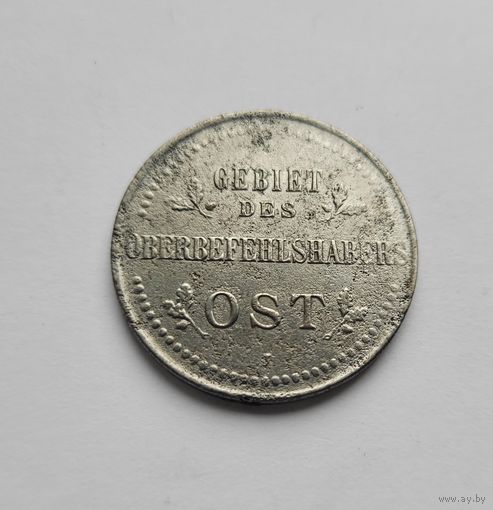 GEBIET
DES
OBERBEFEHLSHABERS
OST
J
www.ay.by